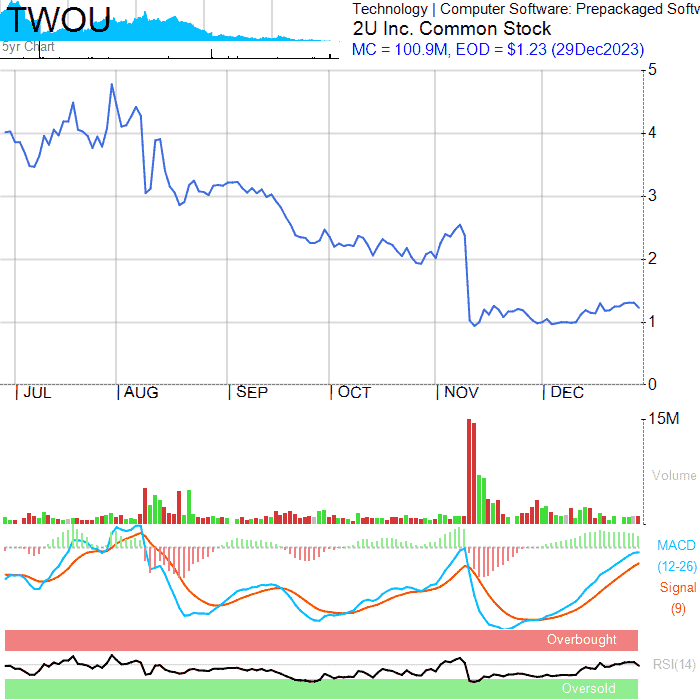 TWOU
5yr Chart
Technology | Computer Software: Prepackaged Softw
2U Inc. Common Stock
MC = 100.9M, EOD = $1.23 (29Dec2023)
5
4
3
2
1
0
| JUL | AUG | SEP | OCT | NOV | DEC
15M
Volume
MACD
(12-26)
Signal
(9)
Overbought
RSI(14)
Oversold